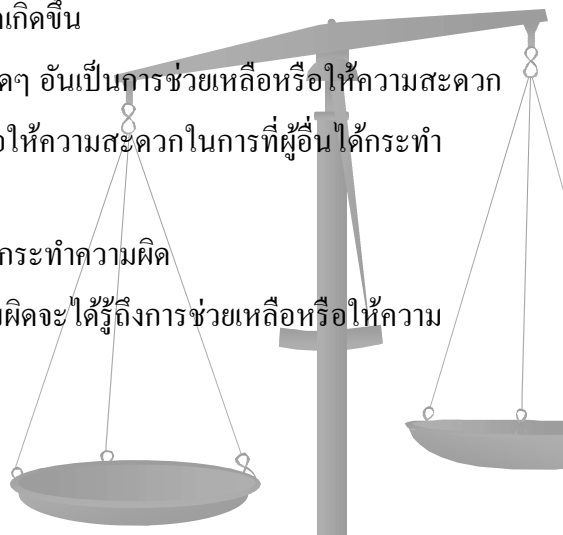 เกิดขึ้น
ใดๆ อันเป็นการช่วยเหลือหรือให้ความสะดวก
ให้ความสะดวกในการที่ผู้อื่นได้กระทำ
กระทำความผิด
ผิดจะได้รู้ถึงการช่วยเหลือหรือให้ความ